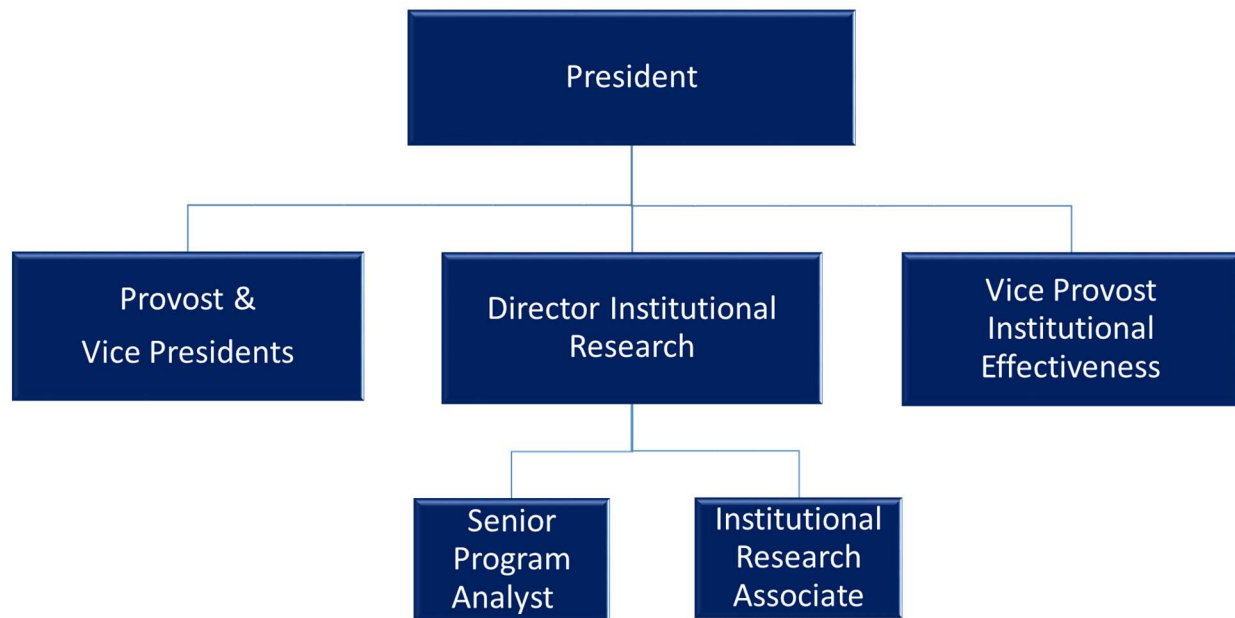 President
Provost &
Vice Presidents
Director Institutional
Research
Vice Provost
Institutional
Effectiveness
Senior
Program
Analyst
Institutional
Research
Associate